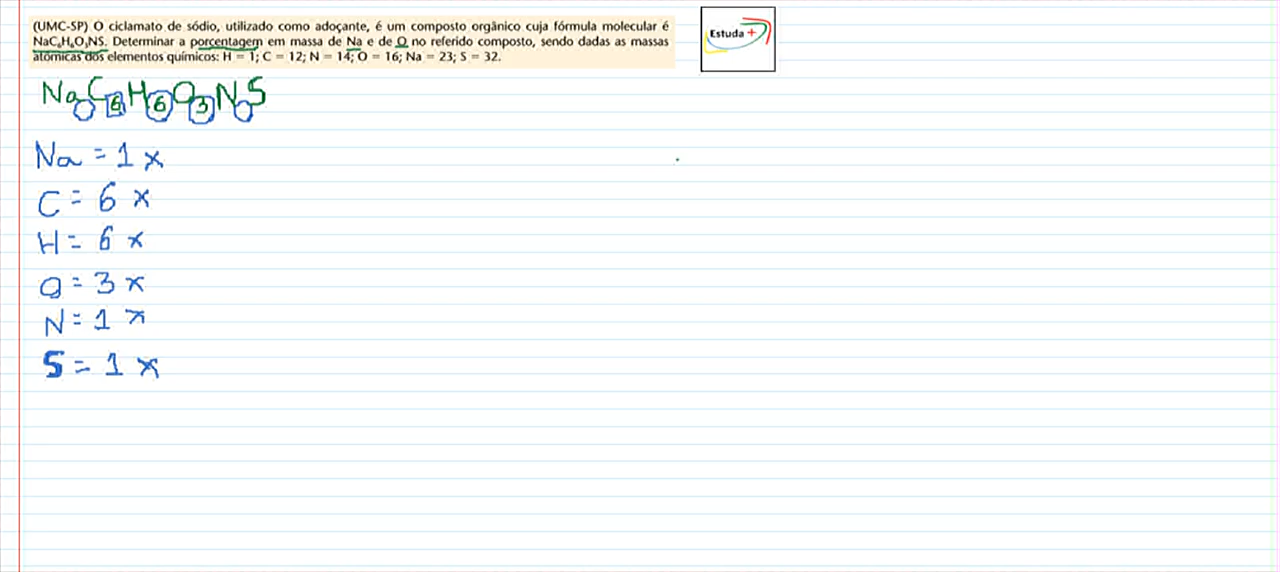 (UMC-SP) O ciclamato de sódio, utilizado como adoçante, é um composto orgânico cuja fórmula molecular é
NaC₆H₆O₃NS. Determinar a porcentagem em massa de Na e de O no referido composto, sendo dadas as massas
atômicas dos elementos químicos: H = 1; C = 12; N = 14; O = 16; Na = 23; S = 32.
Estuda +
NaC₆H₆O₃NS
Na = 1 x
C = 6 x
H = 6 x
O = 3 x
N = 1 x
S = 1 x